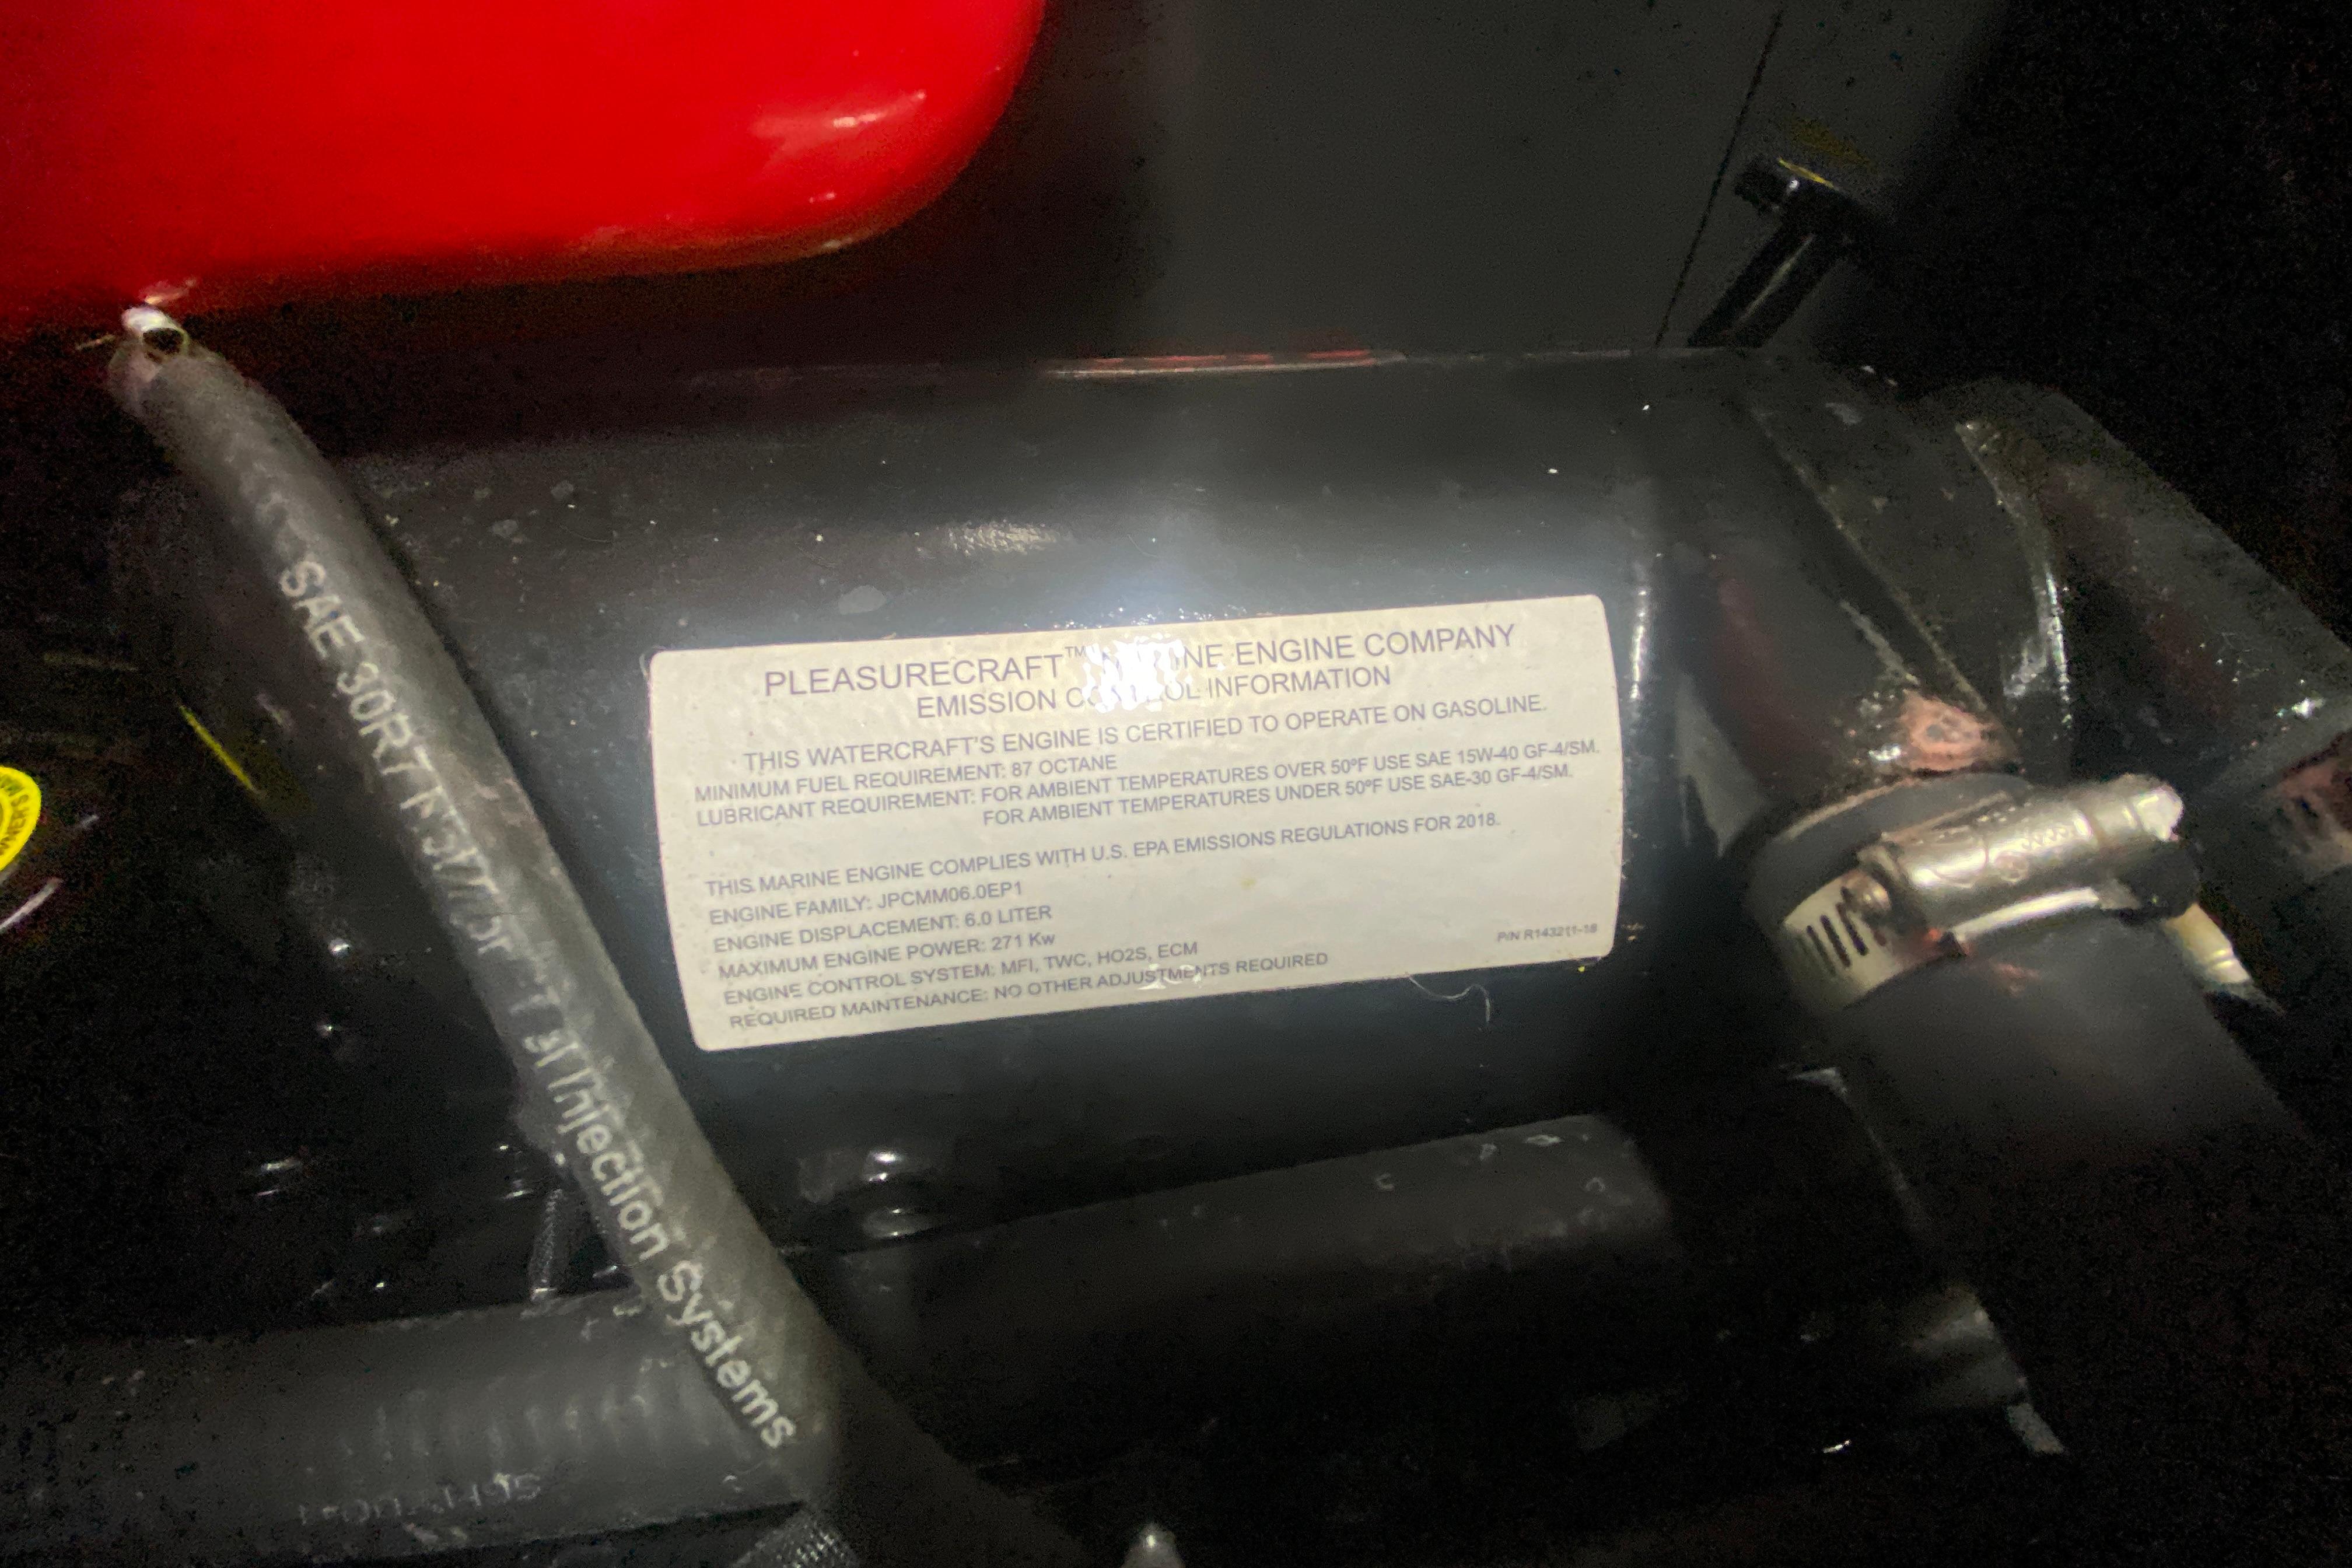 PLEASURECRAFT™ MARINE ENGINE COMPANY
EMISSION CONTROL INFORMATION
THIS WATERCRAFT'S ENGINE IS CERTIFIED TO OPERATE ON GASOLINE.
MINIMUM FUEL REQUIREMENT: 87 OCTANE
LUBRICANT REQUIREMENT: FOR AMBIENT TEMPERATURES OVER 50ºF USE SAE 15W-40 GF-4/SM.
FOR AMBIENT TEMPERATURES UNDER 50ºF USE SAE-30 GF-4/SM.
THIS MARINE ENGINE COMPLIES WITH U.S. EPA EMISSIONS REGULATIONS FOR 2018.
ENGINE FAMILY: JPCMM06.0EP1
ENGINE DISPLACEMENT: 6.0 LITER
MAXIMUM ENGINE POWER: 271 Kw
ENGINE CONTROL SYSTEM: MFI, TWC, HO2S, ECM
REQUIRED MAINTENANCE: NO OTHER ADJUSTMENTS REQUIRED
P/N R143211-18
SAE 30R7 Injection Systems